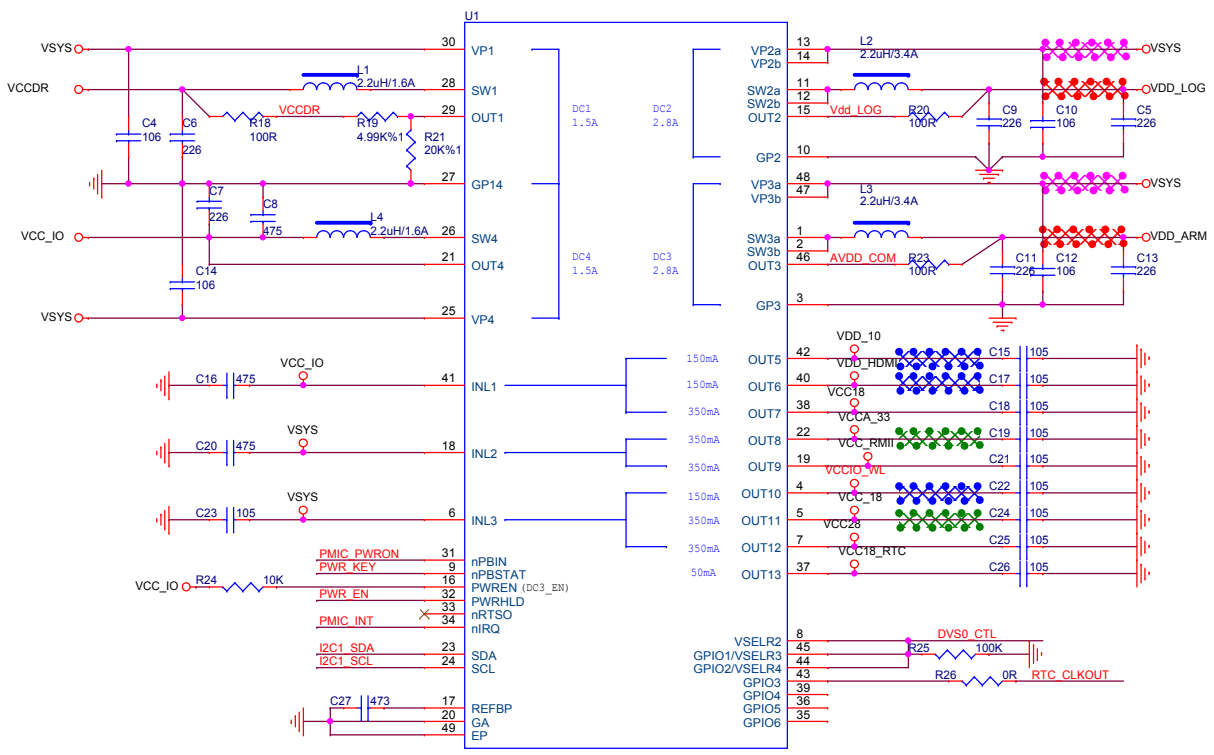 U1
VSYS
30
VP1
VCCDR
L1
2.2uH/1.6A
28
SW1
VCCDR
R18
100R
R19
4.99K%1
29
OUT1
DC1
1.5A
C4
106
C6
226
R21
20K%1
27
GP14
C7
226
C8
475
VCC_IO
L4
2.2uH/1.6A
26
SW4
21
OUT4
DC4
1.5A
C14
106
VSYS
25
VP4
VP2a
13
VP2b
14
L2
2.2uH/3.4A
VSYS
SW2a
11
SW2b
12
VDD_LOG
OUT2
15
Vdd_LOG
R20
100R
DC2
2.8A
C9
226
C10
106
C5
226
GP2
10
VP3a
48
VP3b
47
L3
2.2uH/3.4A
VSYS
SW3a
1
SW3b
2
VDD_ARM
OUT3
46
AVDD_COM
R23
100R
DC3
2.8A
C11
226
C12
106
C13
226
GP3
3
C16
475
VCC_IO
41
INL1
150mA
OUT5
42
VDD_10
C15
105
150mA
OUT6
40
VDD_HDMI
C17
105
350mA
OUT7
38
VCC18
C18
105
C20
475
VSYS
18
INL2
350mA
OUT8
22
VCCA_33
C19
105
350mA
OUT9
19
VCC_RMII
C21
105
C23
105
VSYS
6
INL3
150mA
OUT10
4
VCCIO_WL
C22
105
350mA
OUT11
5
VCC_18
C24
105
350mA
OUT12
7
VCC28
C25
105
50mA
OUT13
37
VCC18_RTC
C26
105
PMIC_PWRON
31
nPBIN
PWR_KEY
9
nPBSTAT
VCC_IO
R24
10K
16
PWREN (DC3_EN)
PWR_EN
32
PWRHLD
33
nRTSO
PMIC_INT
34
nIRQ
I2C1_SDA
23
SDA
I2C1_SCL
24
SCL
C27
473
17
REFBP
20
GA
49
EP
VSELR2
8
DVS0_CTL
GPIO1/VSELR3
45
R25
100K
GPIO2/VSELR4
44
GPIO3
43
R26
0R
RTC_CLKOUT
GPIO4
39
GPIO5
36
GPIO6
35